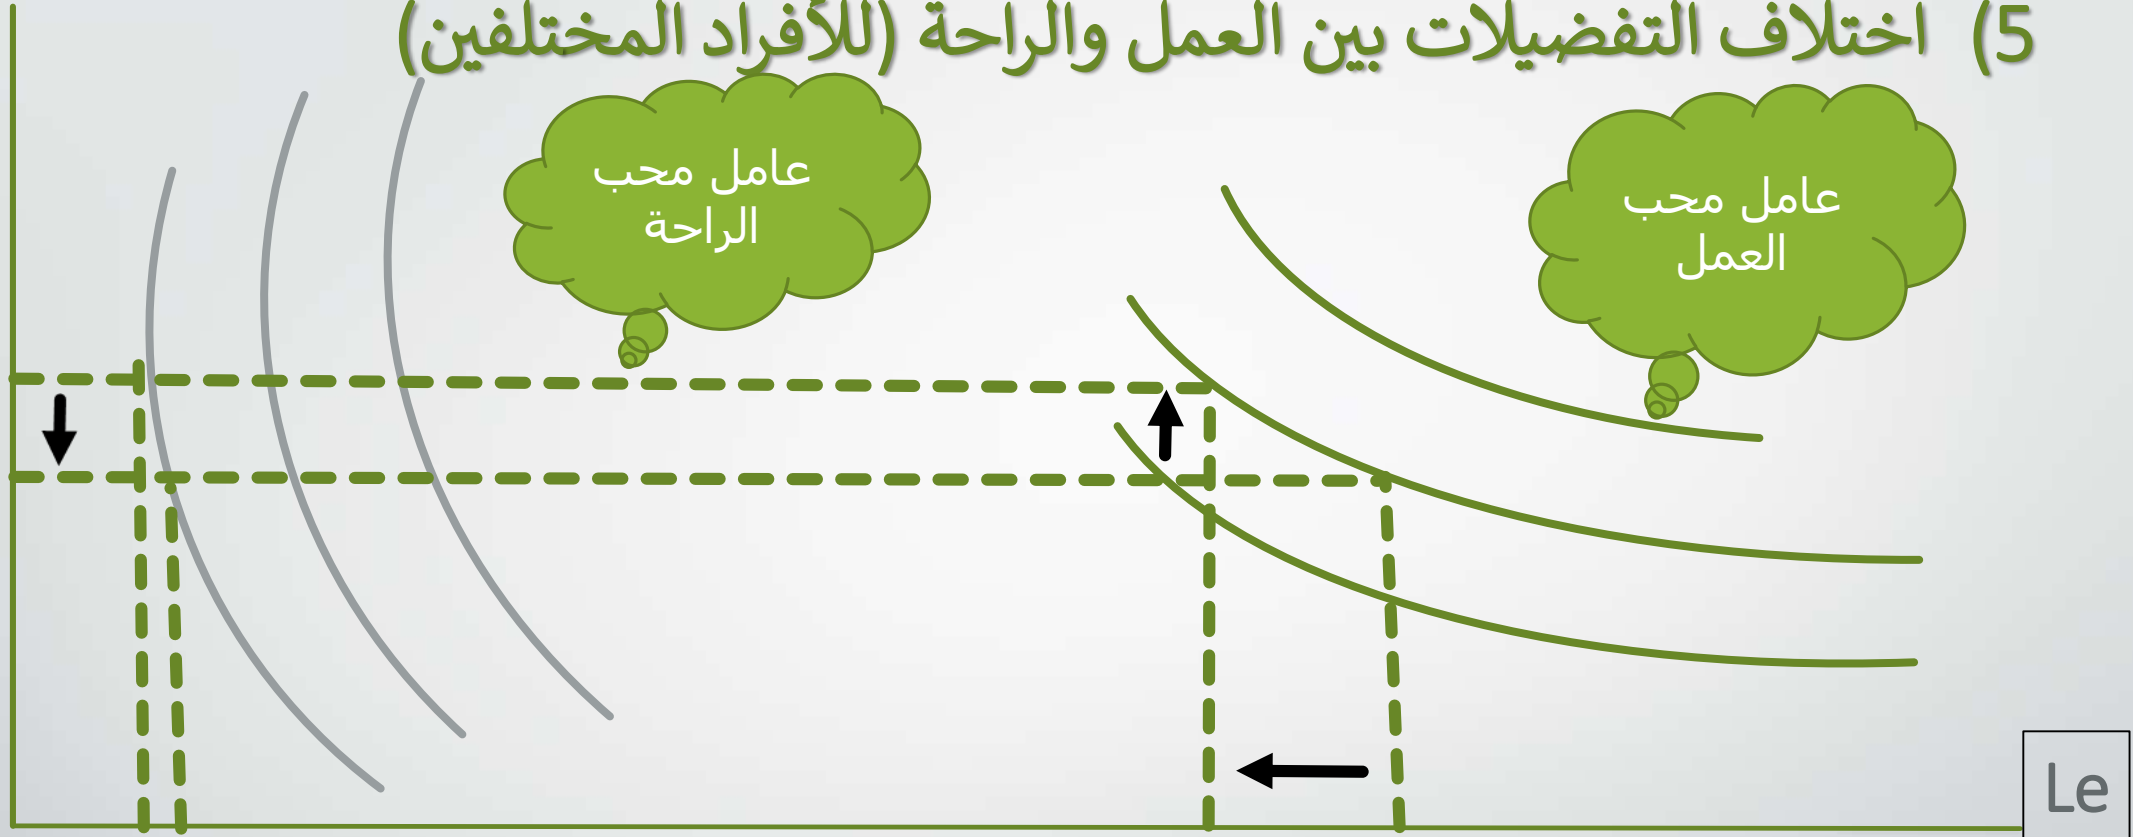 5) اختلاف التفضيلات بين العمل والراحة (للأفراد المختلفين)
عامل محب
الراحة
عامل محب
العمل
Le